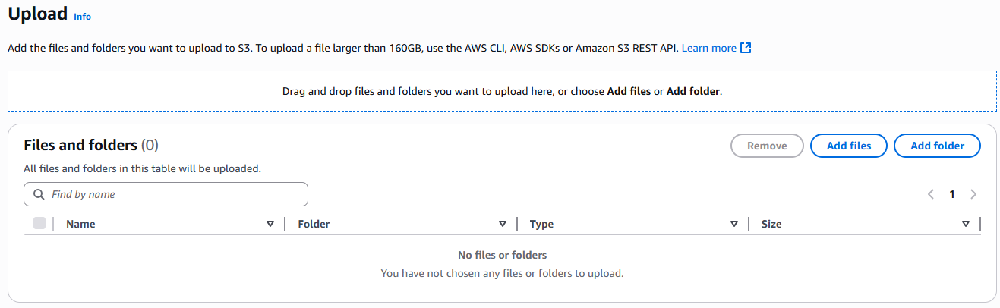 Upload Info
Add the files and folders you want to upload to S3. To upload a file larger than 160GB, use the AWS CLI, AWS SDKs or Amazon S3 REST API. Learn more
Drag and drop files and folders you want to upload here, or choose Add files or Add folder.
Files and folders (0) Remove Add files Add folder
All files and folders in this table will be uploaded.
Find by name 1
Name Folder Type Size
No files or folders
You have not chosen any files or folders to upload.